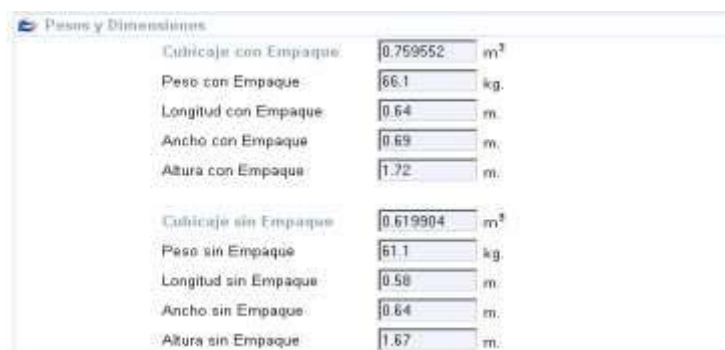 Pesos y Dimensiones
Cubicaje con Empaque 0.759552 m³
Peso con Empaque 66.1 kg.
Longitud con Empaque 0.64 m.
Ancho con Empaque 0.69 m.
Altura con Empaque 1.72 m.
Cubicaje sin Empaque 0.619904 m³
Peso sin Empaque 61.1 kg.
Longitud sin Empaque 0.58 m.
Ancho sin Empaque 0.64 m.
Altura sin Empaque 1.67 m.